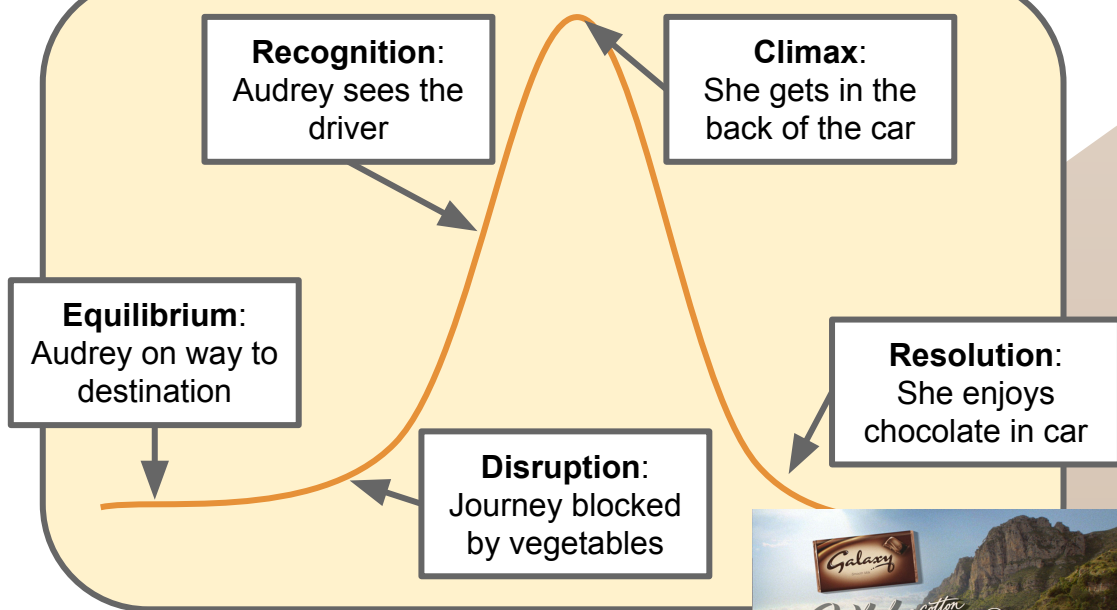 Recognition:
Audrey sees the
driver
Climax:
She gets in the
back of the car
Equilibrium:
Audrey on way to
destination
Disruption:
Journey blocked
by vegetables
Resolution:
She enjoys
chocolate in car
Galaxy
cotton